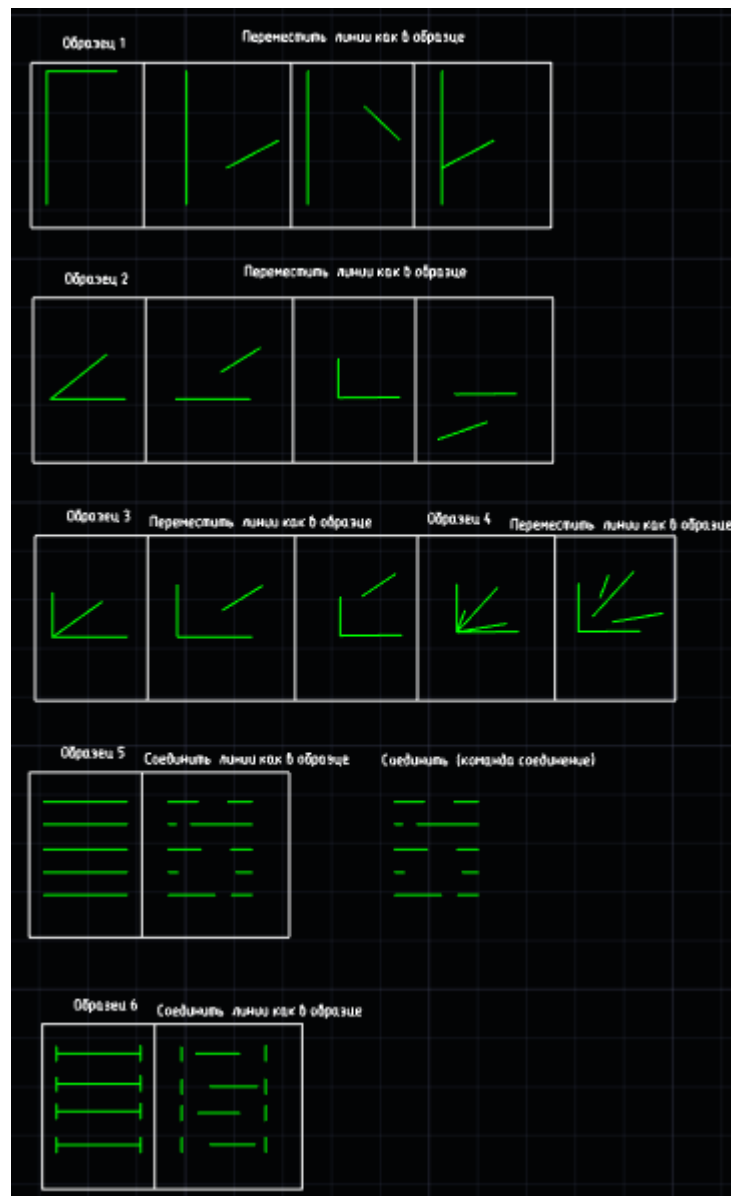 Образец 1
Переместить линии как в образце
Образец 2
Переместить линии как в образце
Образец 3
Переместить линии как в образце
Образец 4
Переместить линии как в образце
Образец 5
Соединить линии как в образце
Соединить (команда соединение)
Образец 6
Соединить линии как в образце